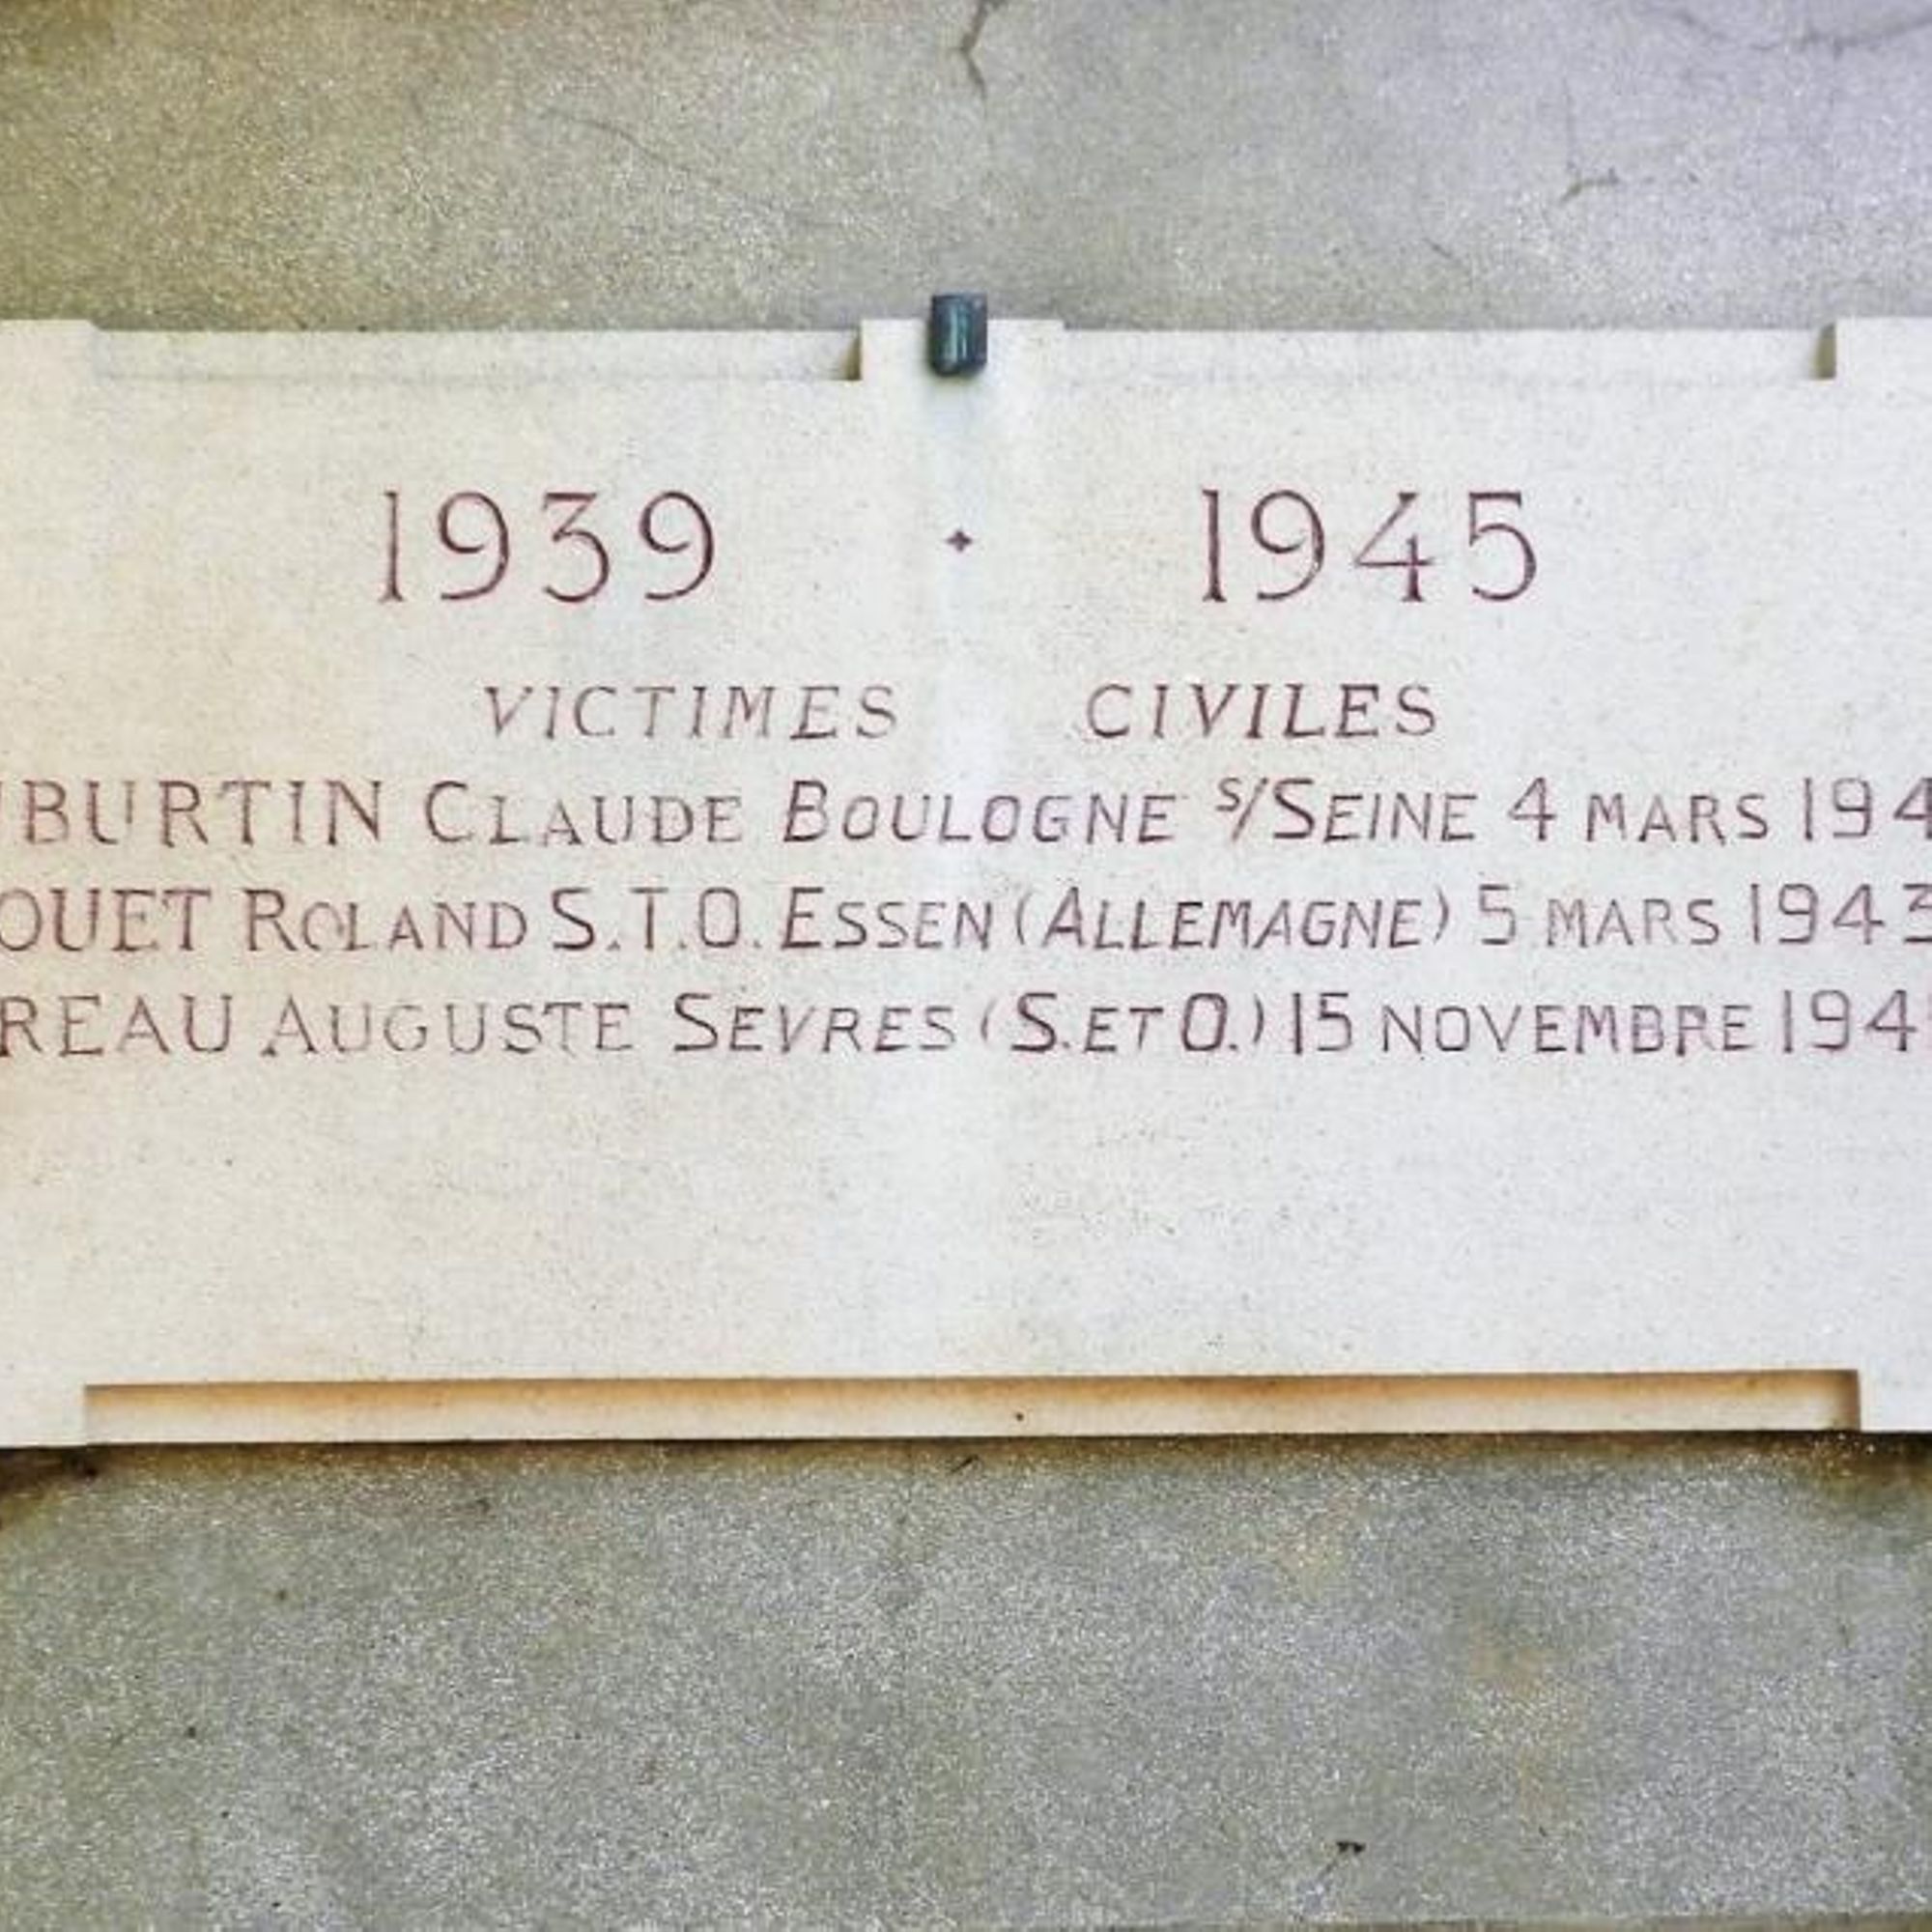 1939 · 1945
VICTIMES CIVILES
BURTIN CLAUDE BOULOGNE S/SEINE 4 MARS 194
OUET ROLAND S.T.O. ESSEN (ALLEMAGNE) 5 MARS 1943
REAU AUGUSTE SEVRES (S. ET O.) 15 NOVEMBRE 194